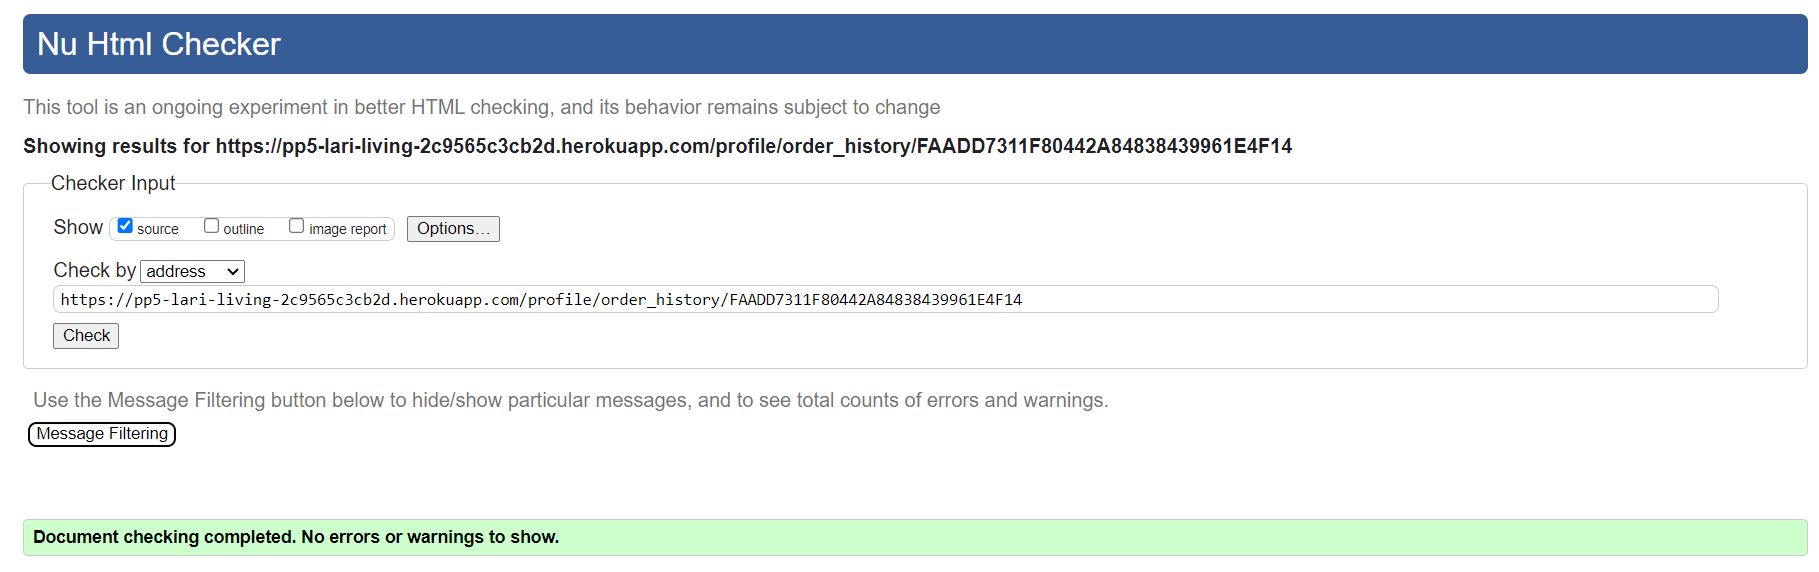 Nu Html Checker
This tool is an ongoing experiment in better HTML checking, and its behavior remains subject to change
Showing results for https://pp5-lari-living-2c9565c3cb2d.herokuapp.com/profile/order_history/FAADD7311F80442A84838439961E4F14
Checker Input
Show source outline image report Options...
Check by address
https://pp5-lari-living-2c9565c3cb2d.herokuapp.com/profile/order_history/FAADD7311F80442A84838439961E4F14
Check
Use the Message Filtering button below to hide/show particular messages, and to see total counts of errors and warnings.
Message Filtering
Document checking completed. No errors or warnings to show.